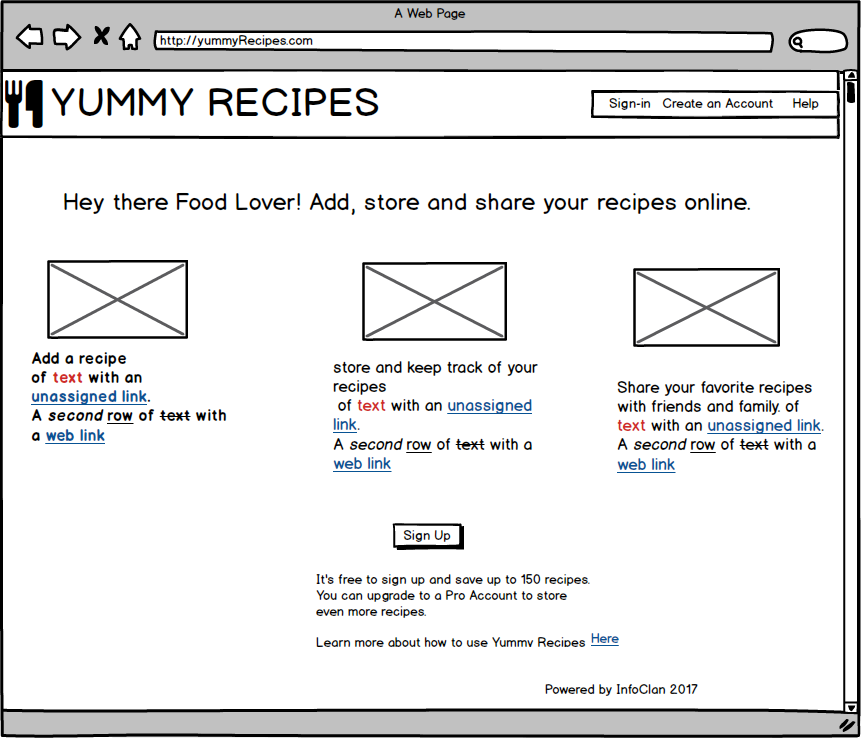 A Web Page
http://yummyRecipes.com
YUMMY RECIPES
Sign-in Create an Account Help
Hey there Food Lover! Add, store and share your recipes online.
Add a recipe
of text with an
unassigned link.
A second row of text with
a web link
store and keep track of your
recipes
of text with an unassigned
link.
A second row of text with a
web link
Share your favorite recipes
with friends and family. of
text with an unassigned link.
A second row of text with a
web link
Sign Up
It's free to sign up and save up to 150 recipes.
You can upgrade to a Pro Account to store
even more recipes.
Learn more about how to use Yummy Recipes Here
Powered by InfoClan 2017